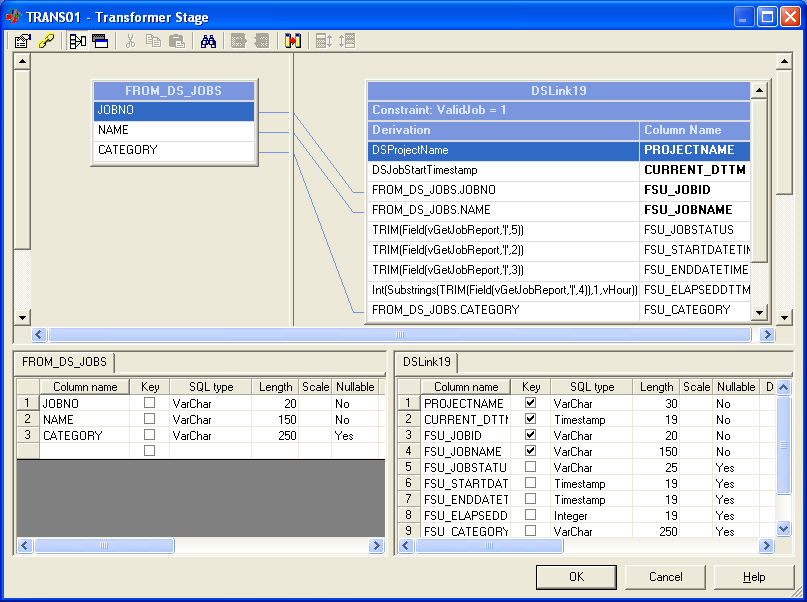 TRANS01 - Transformer Stage
FROM_DS_JOBS
JOBNO
NAME
CATEGORY
DSLink19
Constraint: ValidJob = 1
Derivation Column Name
DSProjectName PROJECTNAME
DSJobStartTimestamp CURRENT_DTTM
FROM_DS_JOBS.JOBNO FSU_JOBID
FROM_DS_JOBS.NAME FSU_JOBNAME
TRIM(Field(vGetJobReport,'|',5)) FSU_JOBSTATUS
TRIM(Field(vGetJobReport,'|',2)) FSU_STARTDATETIM
TRIM(Field(vGetJobReport,'|',3)) FSU_ENDDATETIME
Int(Substrings(TRIM(Field(vGetJobReport,'|',4)),1,vHour)) FSU_ELAPSEDDTTM
FROM_DS_JOBS.CATEGORY FSU_CATEGORY
FROM_DS_JOBS
Column name Key SQL type Length Scale Nullable
1 JOBNO VarChar 20 No
2 NAME VarChar 150 No
3 CATEGORY VarChar 250 Yes
DSLink19
Column name Key SQL type Length Scale Nullable D
1 PROJECTNAME VarChar 30 No
2 CURRENT_DTTM Timestamp 19 No
3 FSU_JOBID VarChar 20 No
4 FSU_JOBNAME VarChar 150 No
5 FSU_JOBSTATU VarChar 25 Yes
6 FSU_STARTDAT Timestamp 19 Yes
7 FSU_ENDDATET Timestamp 19 Yes
8 FSU_ELAPSEDD Integer 19 Yes
9 FSU_CATEGORY VarChar 250 Yes
OK Cancel Help